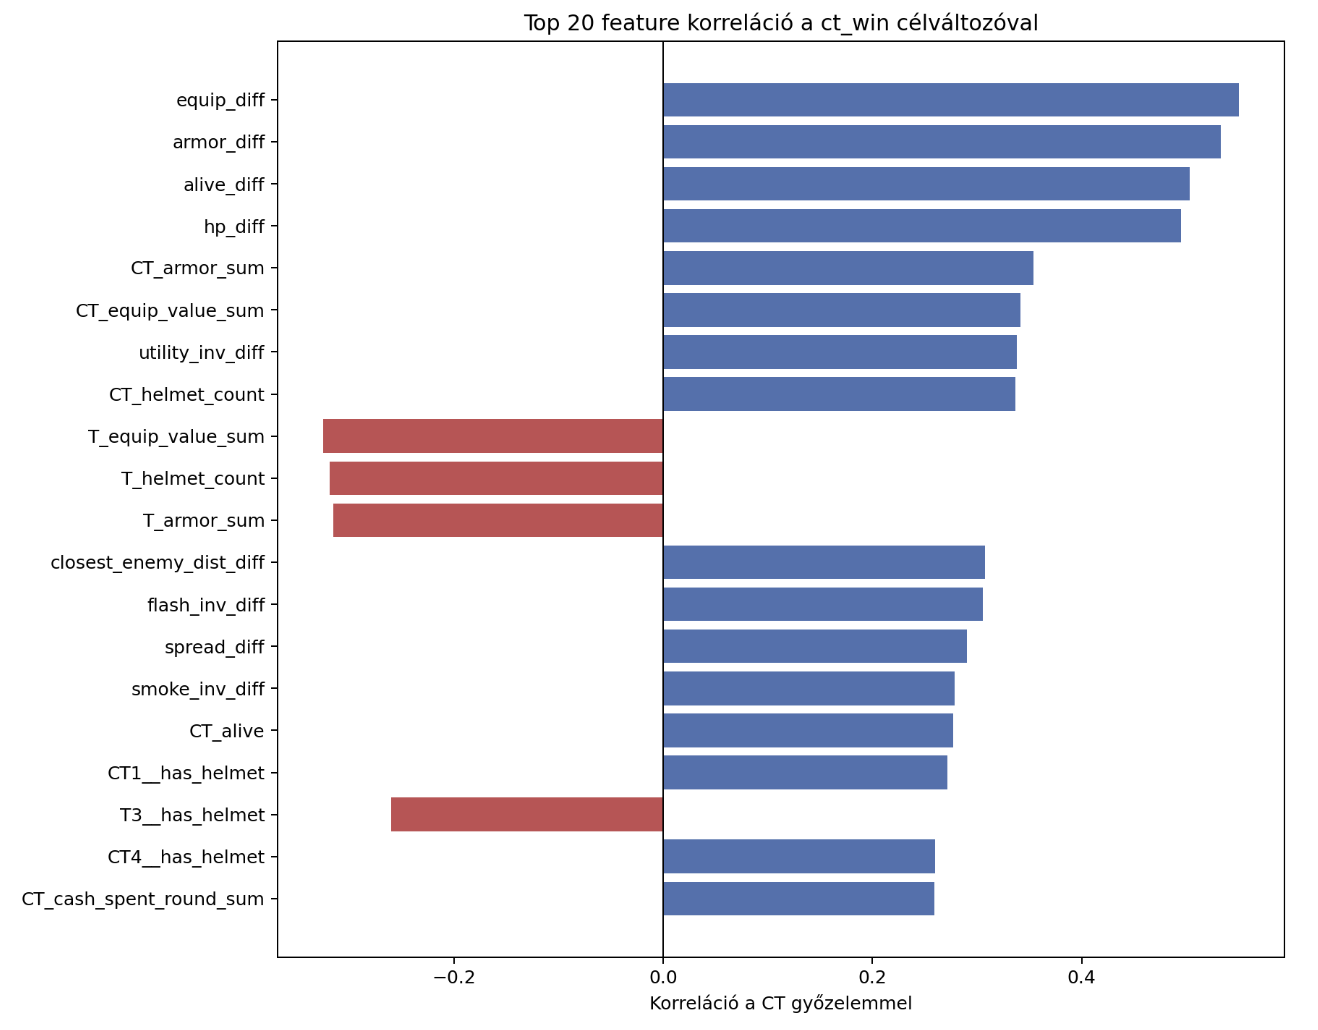 Top 20 feature korreláció a ct_win célváltozóval
equip_diff
armor_diff
alive_diff
hp_diff
CT_armor_sum
CT_equip_value_sum
utility_inv_diff
CT_helmet_count
T_equip_value_sum
T_helmet_count
T_armor_sum
closest_enemy_dist_diff
flash_inv_diff
spread_diff
smoke_inv_diff
CT_alive
CT1__has_helmet
T3__has_helmet
CT4__has_helmet
CT_cash_spent_round_sum
−0.2 0.0 0.2 0.4
Korreláció a CT győzelemmel